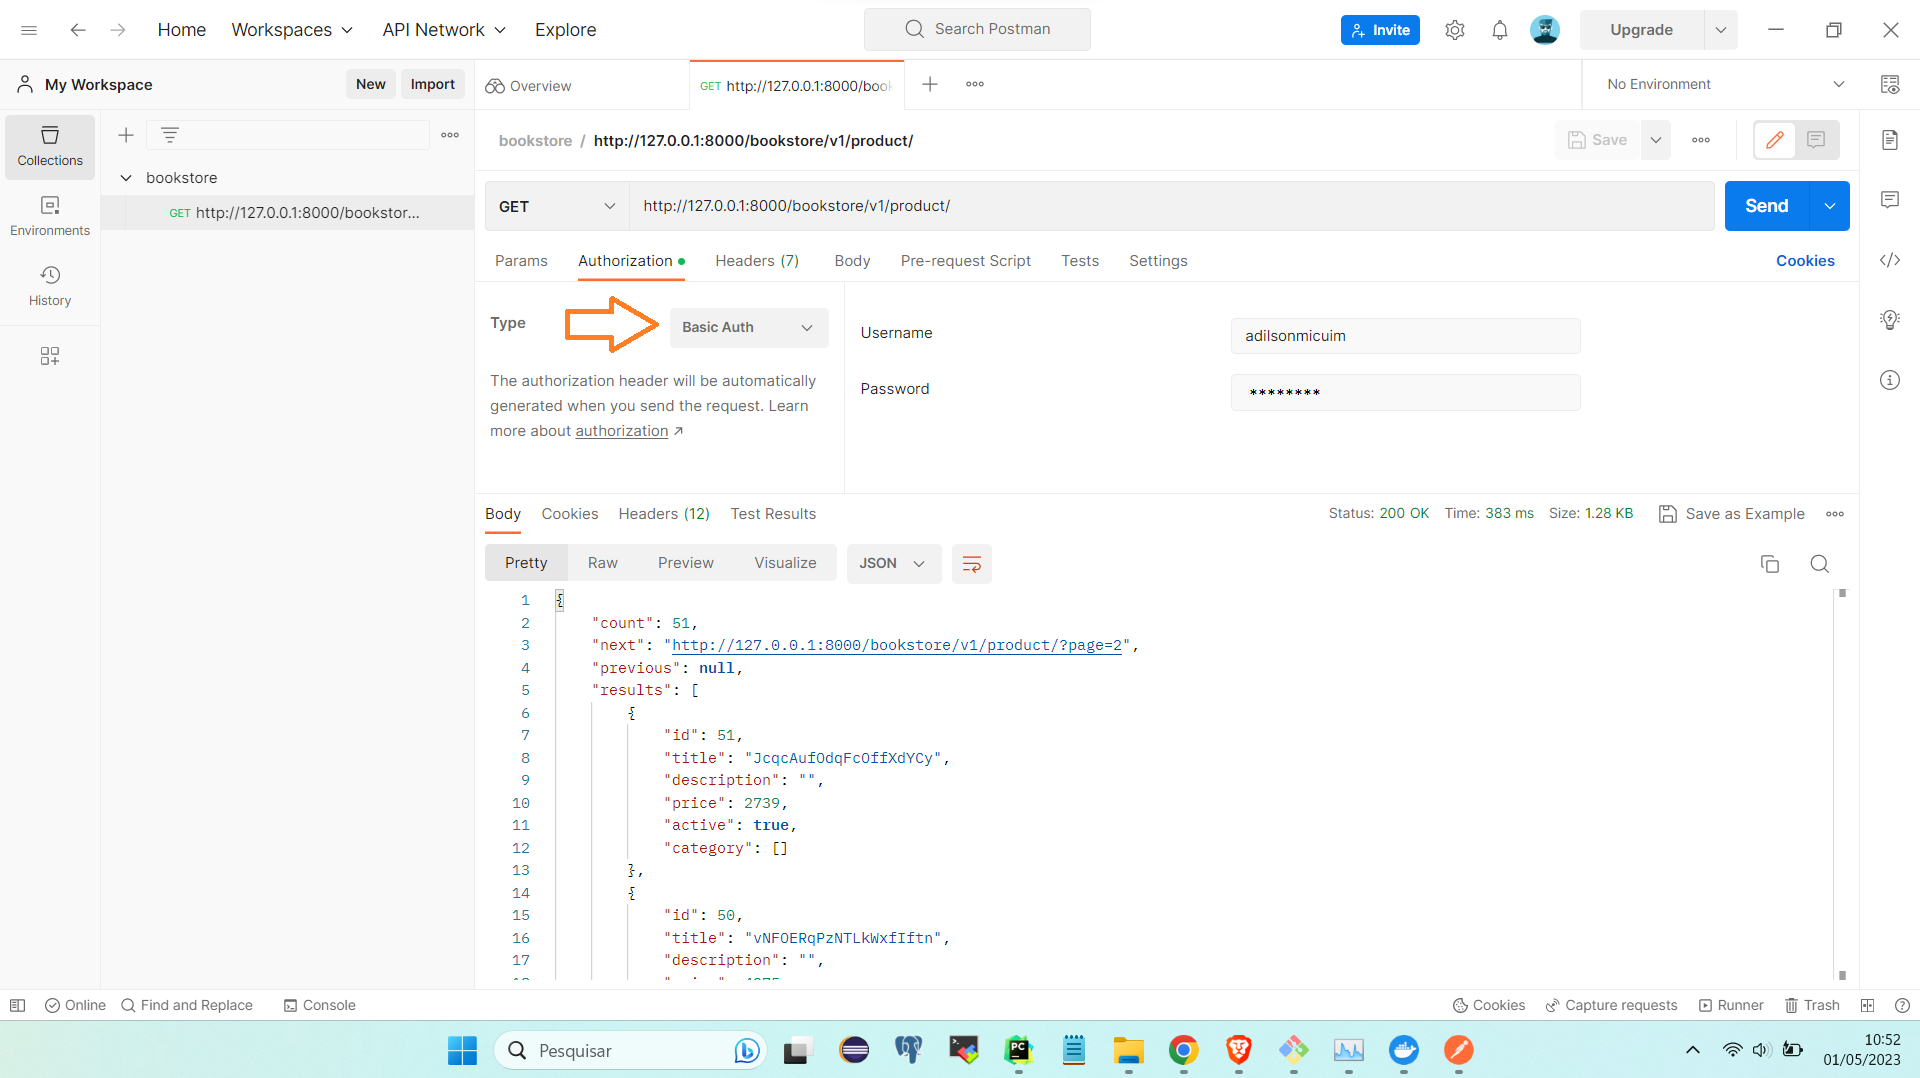 Home Workspaces API Network Explore Search Postman Invite Upgrade
My Workspace New Import Overview GET http://127.0.0.1:8000/boo No Environment
Collections
Environments
History
bookstore
GET http://127.0.0.1:8000/bookstor...
bookstore / http://127.0.0.1:8000/bookstore/v1/product/ Save
GET http://127.0.0.1:8000/bookstore/v1/product/ Send
Params Authorization Headers (7) Body Pre-request Script Tests Settings Cookies
Type Basic Auth
The authorization header will be automatically
generated when you send the request. Learn
more about authorization ↗
Username adilsonmicuim
Password ********
Body Cookies Headers (12) Test Results Status: 200 OK Time: 383 ms Size: 1.28 KB Save as Example
Pretty Raw Preview Visualize JSON
1 {
2 "count": 51,
3 "next": "http://127.0.0.1:8000/bookstore/v1/product/?page=2",
4 "previous": null,
5 "results": [
6 {
7 "id": 51,
8 "title": "JcqcAufOdqFcOffXdYCy",
9 "description": "",
10 "price": 2739,
11 "active": true,
12 "category": []
13 },
14 {
15 "id": 50,
16 "title": "vNFOERqPzNTLkWxfIftn",
17 "description": "",
Online Find and Replace Console Cookies Capture requests Runner Trash
Pesquisar
PC
10:52
01/05/2023